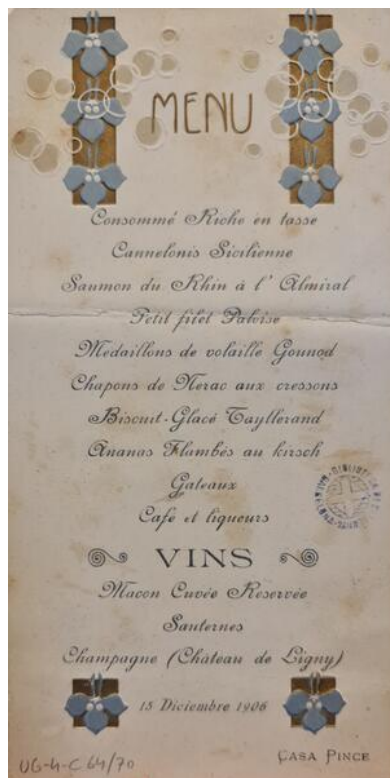 MENU
Consommé Riche en tasse
Cannelonis Sicilienne
Saumon du Rhin à l' Almiral
Petit filet Paloise
Médaillons de volaille Gounod
Chapons de Nerac aux cressons
Biscuit-Glacé Tayllerand
Ananas Flambés au kirsch
Gateaux
Café et liqueurs
VINS
Macon Cuvée Reservée
Sauternes
Champagne (Château de Ligny)
15 Diciembre 1906
CASA PINCE
UG-4-C 64/70